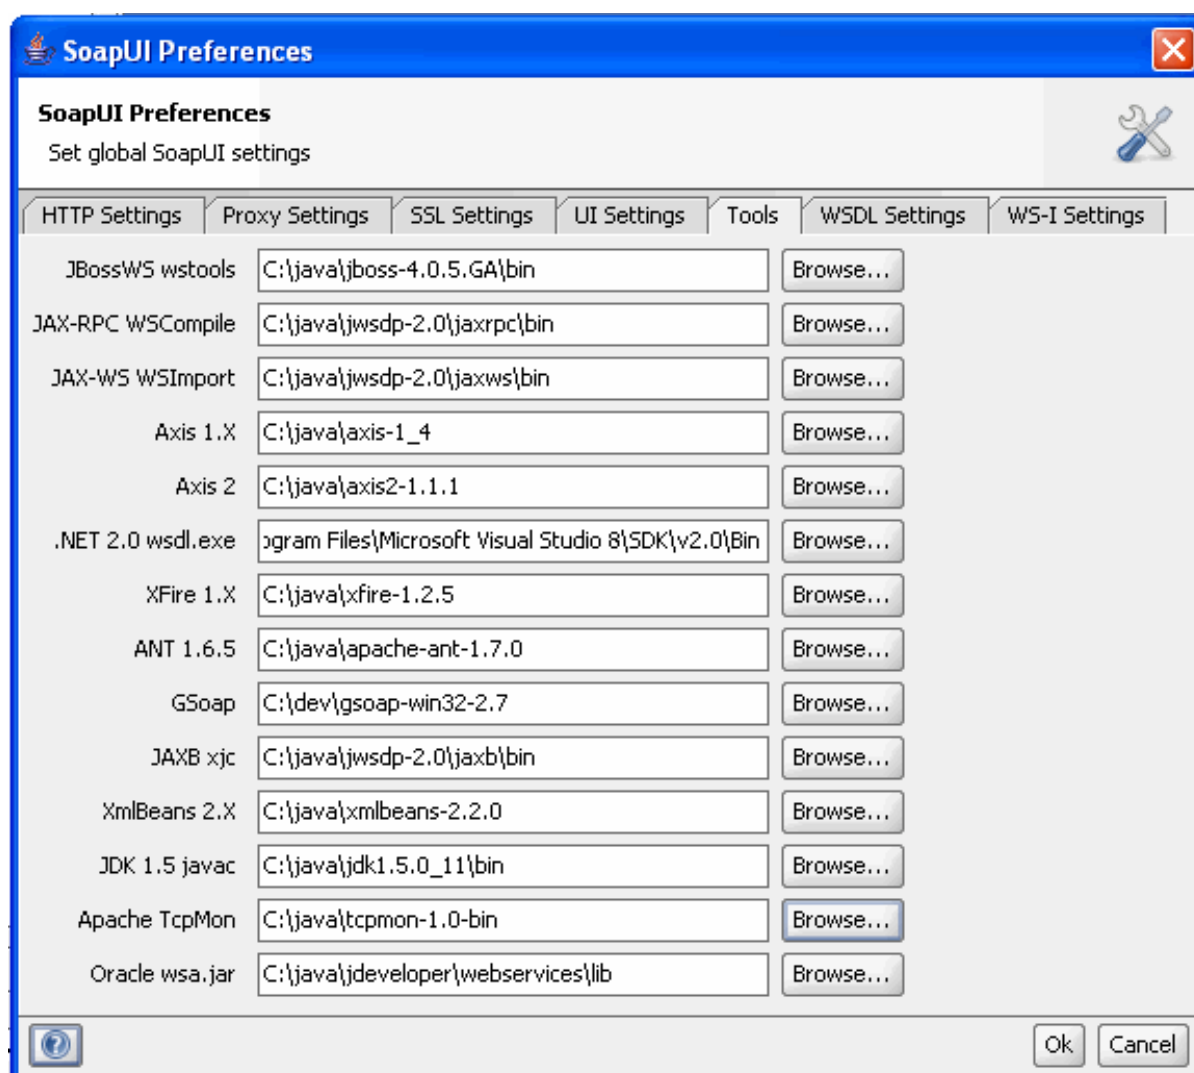 SoapUI Preferences
SoapUI Preferences
Set global SoapUI settings
HTTP Settings Proxy Settings SSL Settings UI Settings Tools WSDL Settings WS-I Settings
JBossWS wstools C:\java\jboss-4.0.5.GA\bin Browse...
JAX-RPC WSCompile C:\java\jwsdp-2.0\jaxrpc\bin Browse...
JAX-WS WSImport C:\java\jwsdp-2.0\jaxws\bin Browse...
Axis 1.X C:\java\axis-1_4 Browse...
Axis 2 C:\java\axis2-1.1.1 Browse...
.NET 2.0 wsdl.exe ogram Files\Microsoft Visual Studio 8\SDK\v2.0\Bin Browse...
XFire 1.X C:\java\xfire-1.2.5 Browse...
ANT 1.6.5 C:\java\apache-ant-1.7.0 Browse...
GSoap C:\dev\gsoap-win32-2.7 Browse...
JAXB xjc C:\java\jwsdp-2.0\jaxb\bin Browse...
XmlBeans 2.X C:\java\xmlbeans-2.2.0 Browse...
JDK 1.5 javac C:\java\jdk1.5.0_11\bin Browse...
Apache TcpMon C:\java\tcpmon-1.0-bin Browse...
Oracle wsa.jar C:\java\jdeveloper\webservices\lib Browse...
? Ok Cancel